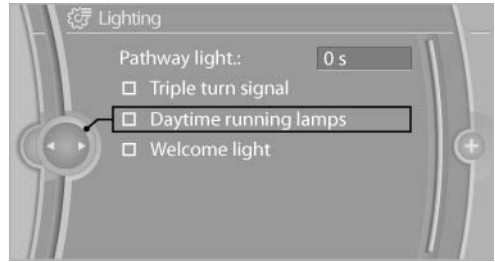 Lighting
Pathway light.: 0 s
Triple turn signal
Daytime running lamps
Welcome light